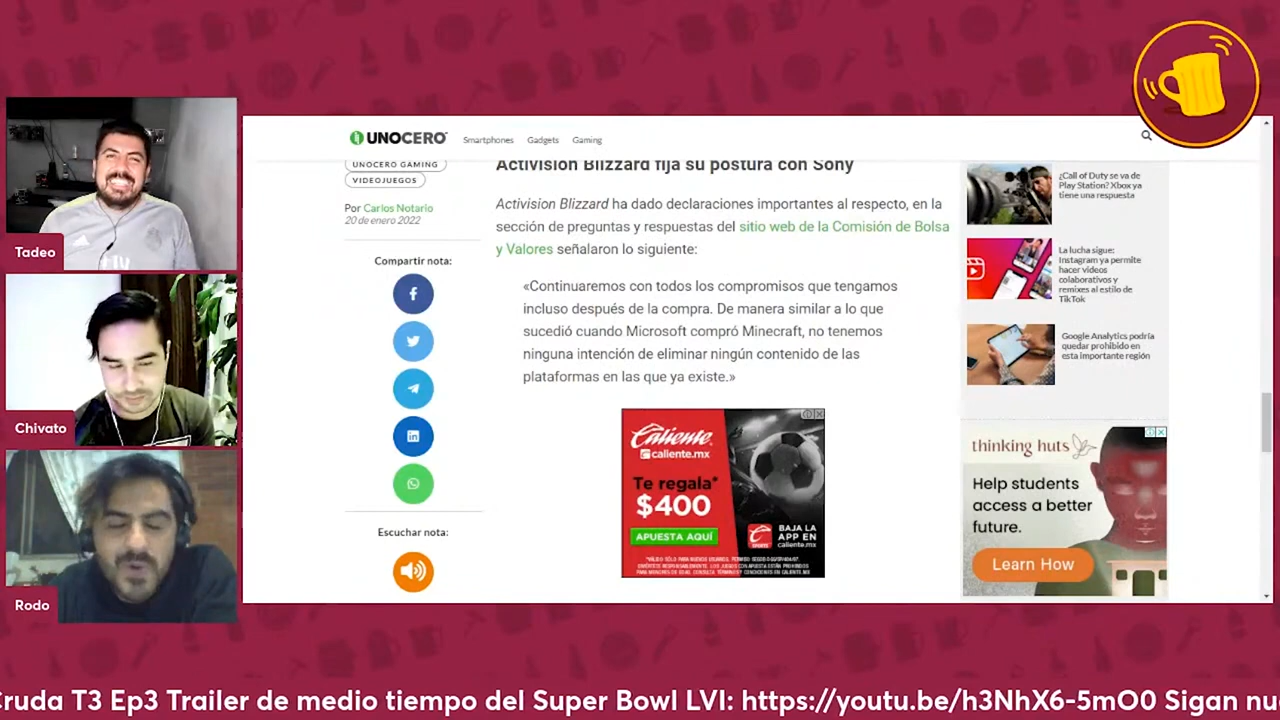 Tadeo
Chivato
Rodo
UNOCERO
Smartphones Gadgets Gaming
UNOCERO GAMING
VIDEOJUEGOS
Por Carlos Notario
20 de enero 2022
Compartir nota:
Escuchar nota:
Activision Blizzard fija su postura con Sony
Activision Blizzard ha dado declaraciones importantes al respecto, en la
sección de preguntas y respuestas del sitio web de la Comisión de Bolsa
y Valores señalaron lo siguiente:
«Continuaremos con todos los compromisos que tengamos
incluso después de la compra. De manera similar a lo que
sucedió cuando Microsoft compró Minecraft, no tenemos
ninguna intención de eliminar ningún contenido de las
plataformas en las que ya existe.»
Caliente
caliente.mx
Te regala*
$400
APUESTA AQUÍ
BAJA LA
APP EN
caliente.mx
¿Call of Duty se va de
Play Station? Xbox ya
tiene una respuesta
La lucha sigue:
Instagram ya permite
hacer videos
colaborativos y
remixes al estilo de
TikTok
Google Analytics podría
quedar prohibido en
esta importante región
thinking huts
Help students
access a better
future.
Learn How
Cruda T3 Ep3 Trailer de medio tiempo del Super Bowl LVI: https://youtu.be/h3NhX6-5mO0 Sigan nu